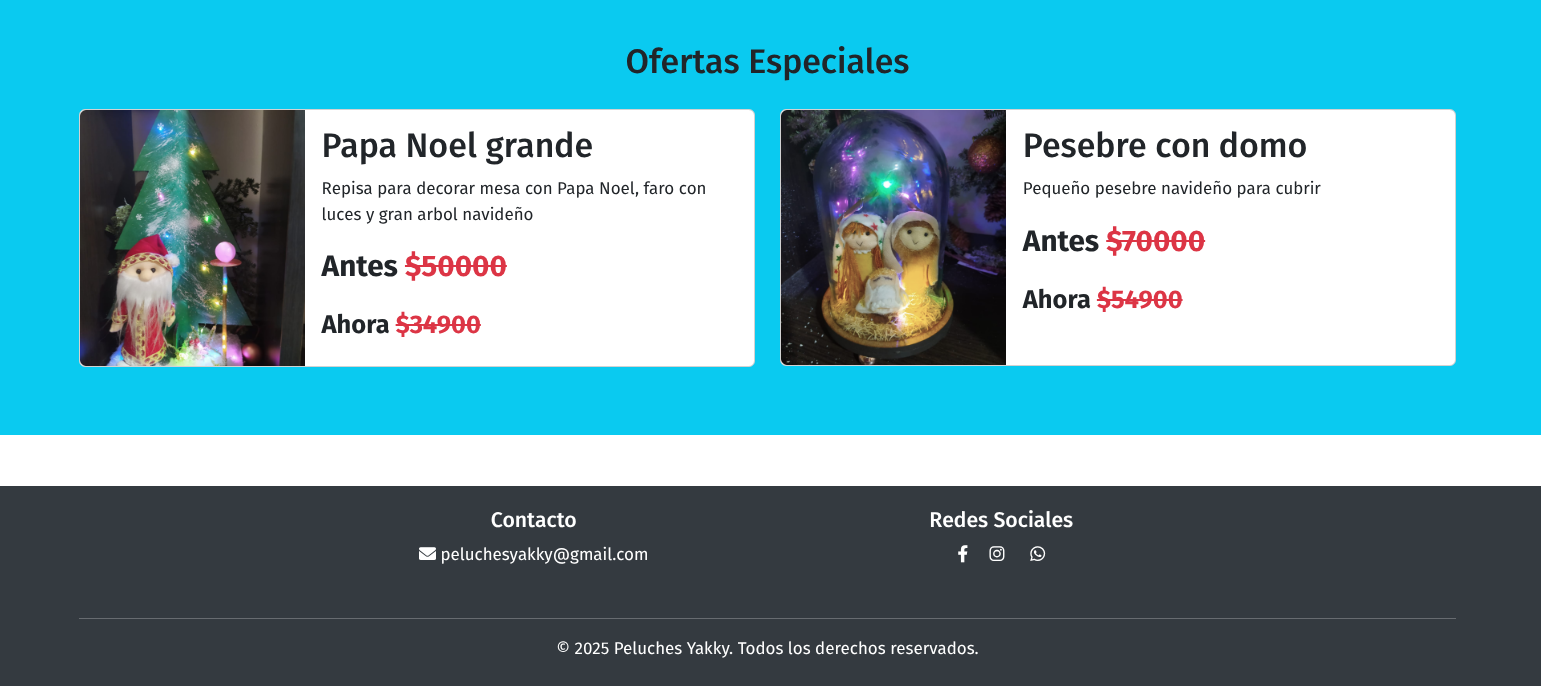 Ofertas Especiales
Papa Noel grande
Repisa para decorar mesa con Papa Noel, faro con
luces y gran arbol navideño
Antes $50000
Ahora $34900
Pesebre con domo
Pequeño pesebre navideño para cubrir
Antes $70000
Ahora $54900
Contacto
peluchesyakky@gmail.com
Redes Sociales
© 2025 Peluches Yakky. Todos los derechos reservados.